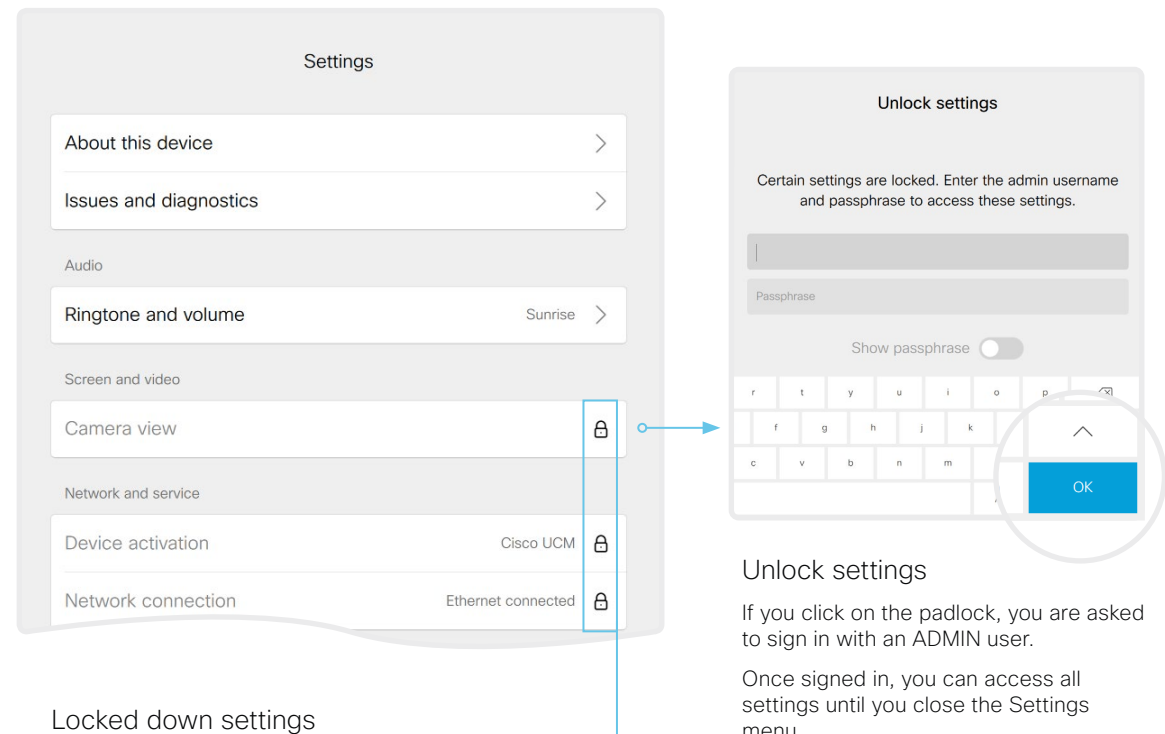 Settings
About this device
Issues and diagnostics
Audio
Ringtone and volume Sunrise
Screen and video
Camera view
Network and service
Device activation Cisco UCM
Network connection Ethernet connected
Locked down settings
Unlock settings
Certain settings are locked. Enter the admin username
and passphrase to access these settings.
Passphrase
Show passphrase
r t y u i o p
f g h j k
c v b n m
OK
Unlock settings
If you click on the padlock, you are asked
to sign in with an ADMIN user.
Once signed in, you can access all
settings until you close the Settings
menu